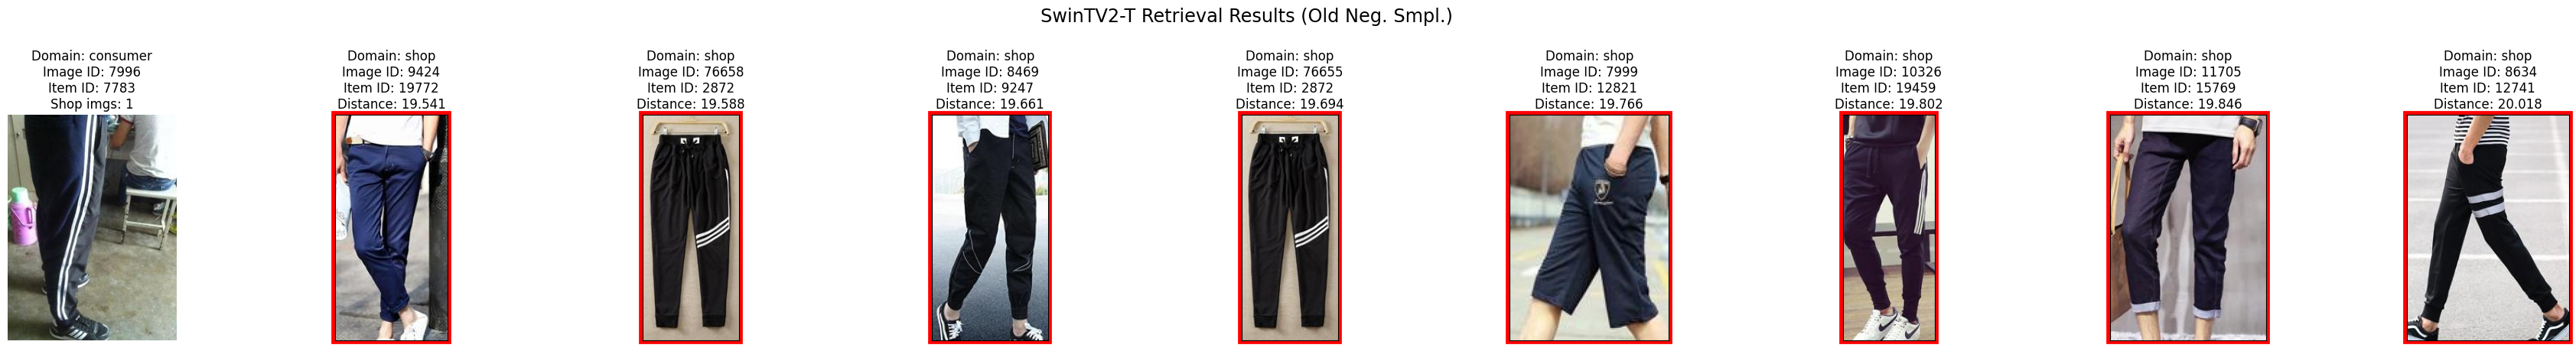 SwinTV2-T Retrieval Results (Old Neg. Smpl.)
Domain: consumer
Image ID: 7996
Item ID: 7783
Shop imgs: 1
Domain: shop
Image ID: 9424
Item ID: 19772
Distance: 19.541
Domain: shop
Image ID: 76658
Item ID: 2872
Distance: 19.588
Domain: shop
Image ID: 8469
Item ID: 9247
Distance: 19.661
Domain: shop
Image ID: 76655
Item ID: 2872
Distance: 19.694
Domain: shop
Image ID: 7999
Item ID: 12821
Distance: 19.766
Domain: shop
Image ID: 10326
Item ID: 19459
Distance: 19.802
Domain: shop
Image ID: 11705
Item ID: 15769
Distance: 19.846
Domain: shop
Image ID: 8634
Item ID: 12741
Distance: 20.018